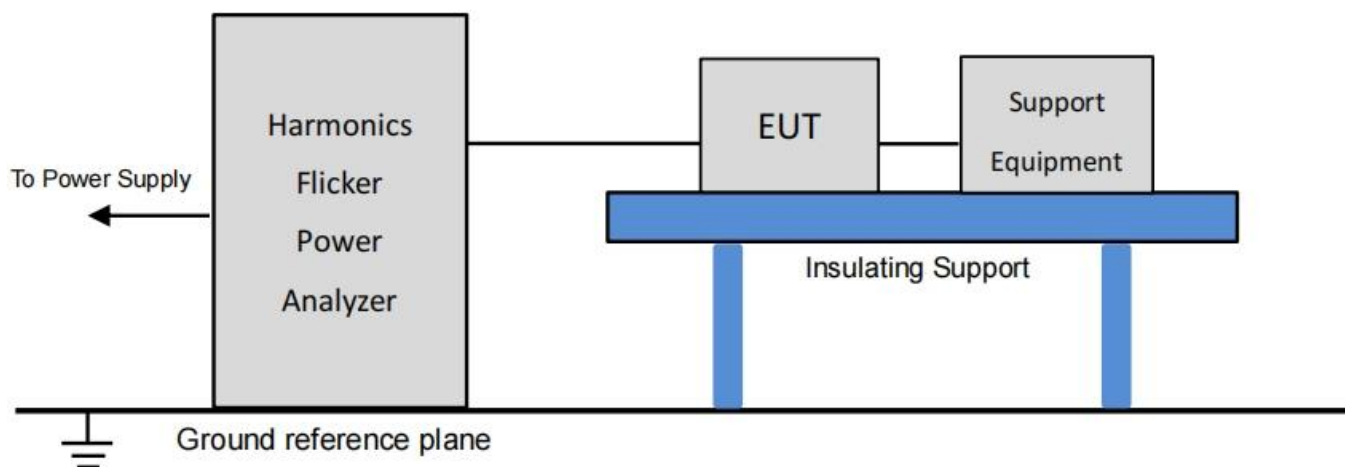 To Power Supply
Harmonics
Flicker
Power
Analyzer
EUT
Support
Equipment
Insulating Support
Ground reference plane